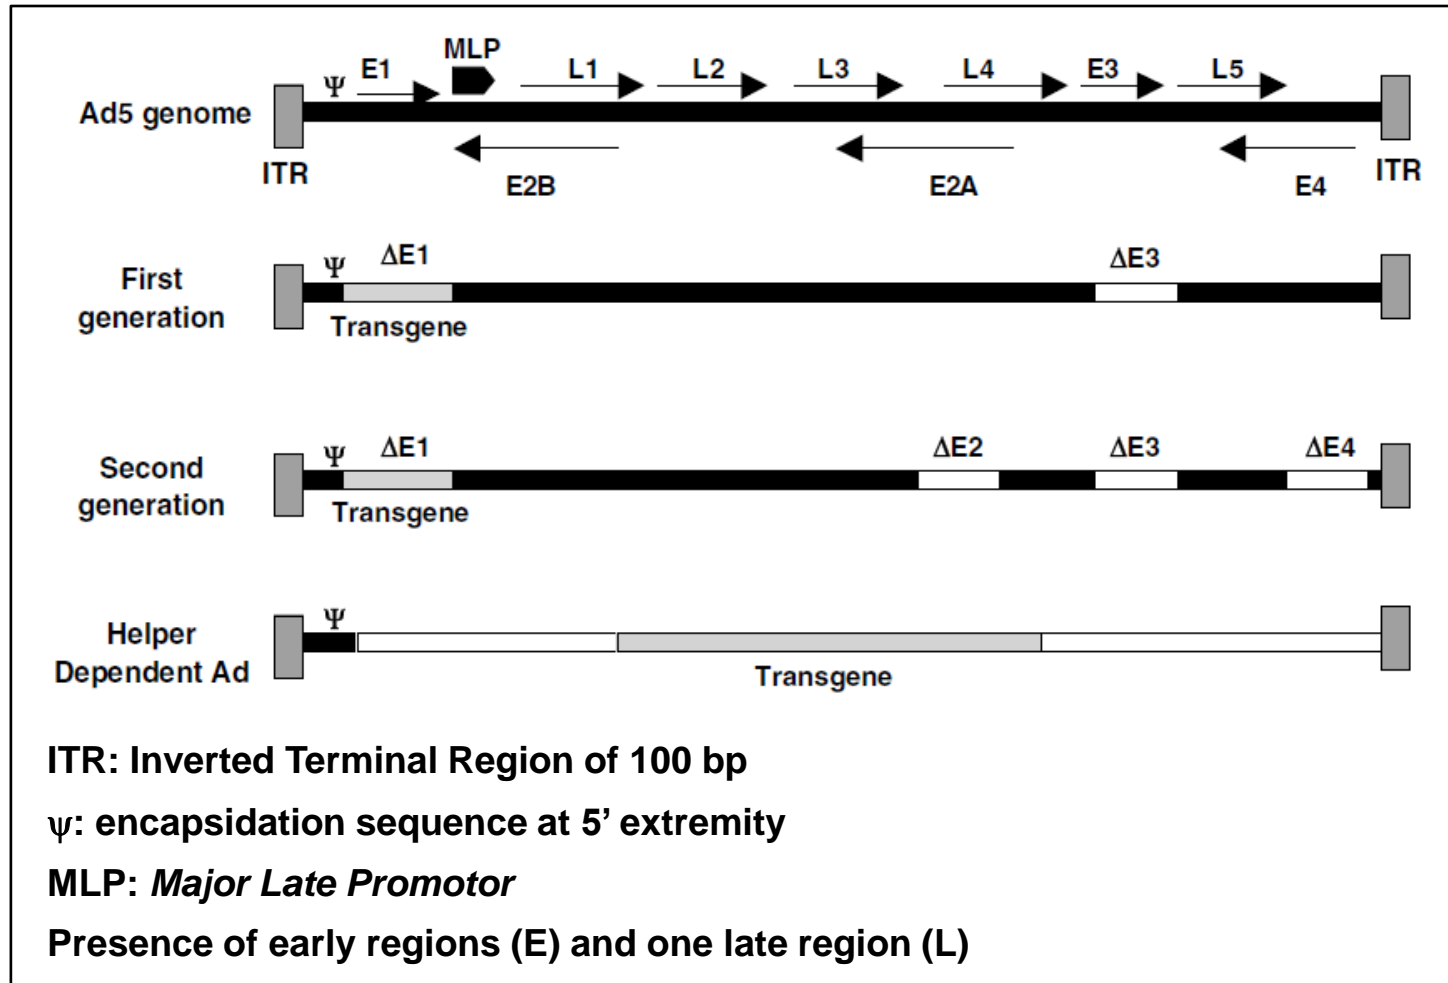 MLP
Ψ E1 L1 L2 L3 L4 E3 L5
Ad5 genome
ITR ITR
E2B E2A E4
Ψ ΔE1 ΔE3
First
generation
Transgene
Ψ ΔE1 ΔE2 ΔE3 ΔE4
Second
generation
Transgene
Ψ
Helper
Dependent Ad
Transgene
ITR: Inverted Terminal Region of 100 bp
ψ: encapsidation sequence at 5’ extremity
MLP: Major Late Promotor
Presence of early regions (E) and one late region (L)